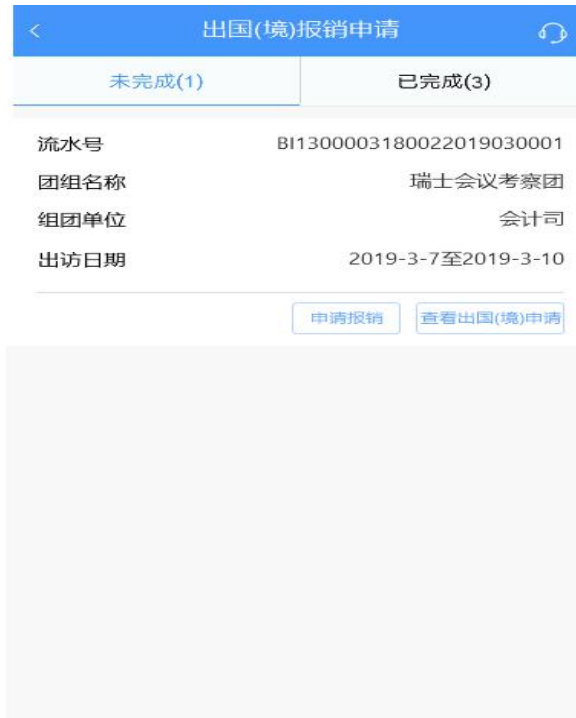 出国(境)报销申请
未完成(1) 已完成(3)
流水号 BI1300003180022019030001
团组名称 瑞士会议考察团
组团单位 会计司
出访日期 2019-3-7至2019-3-10
申请报销 查看出国(境)申请